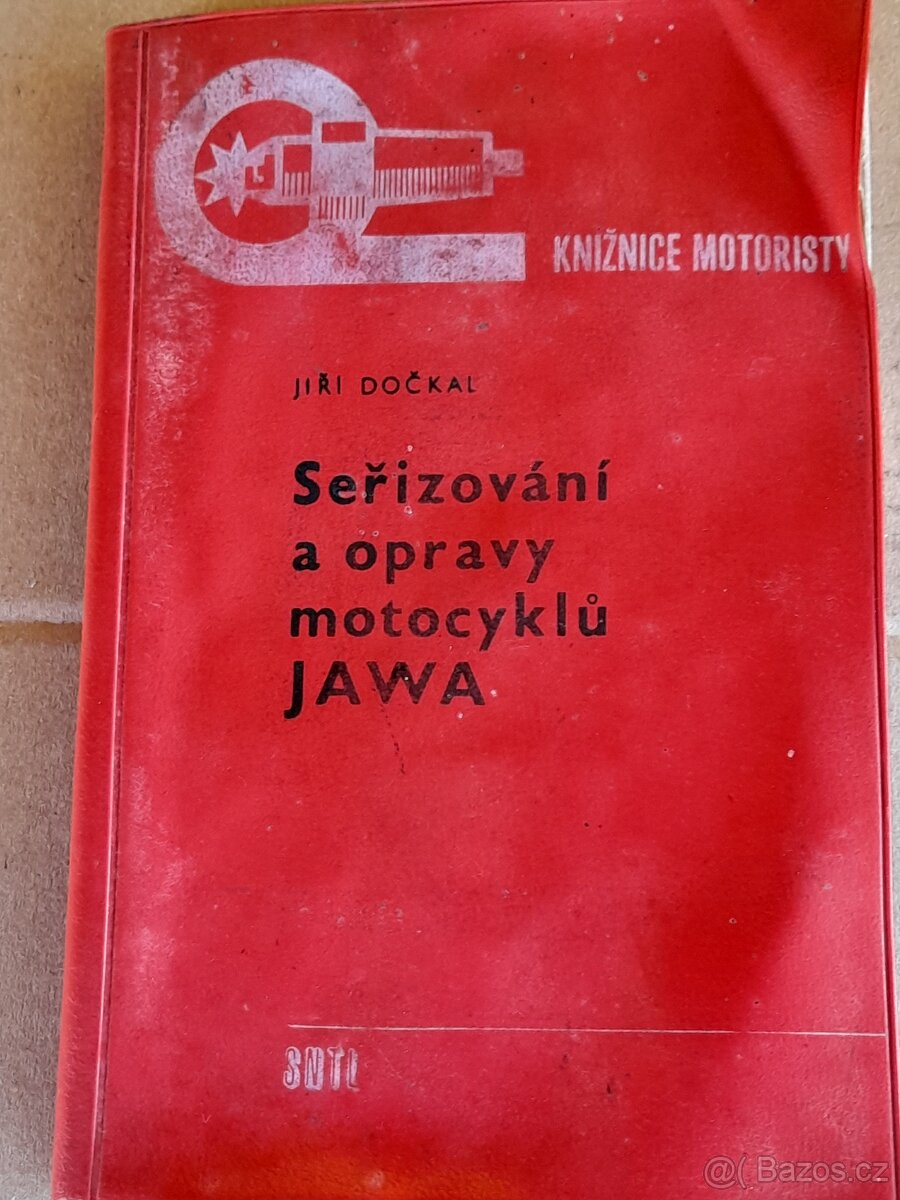 KNIŽNICE MOTORISTY
JIŘI DOČKAL
Seřizování
a opravy
motocyklů
JAWA
SNTL
@( Bazos.cz